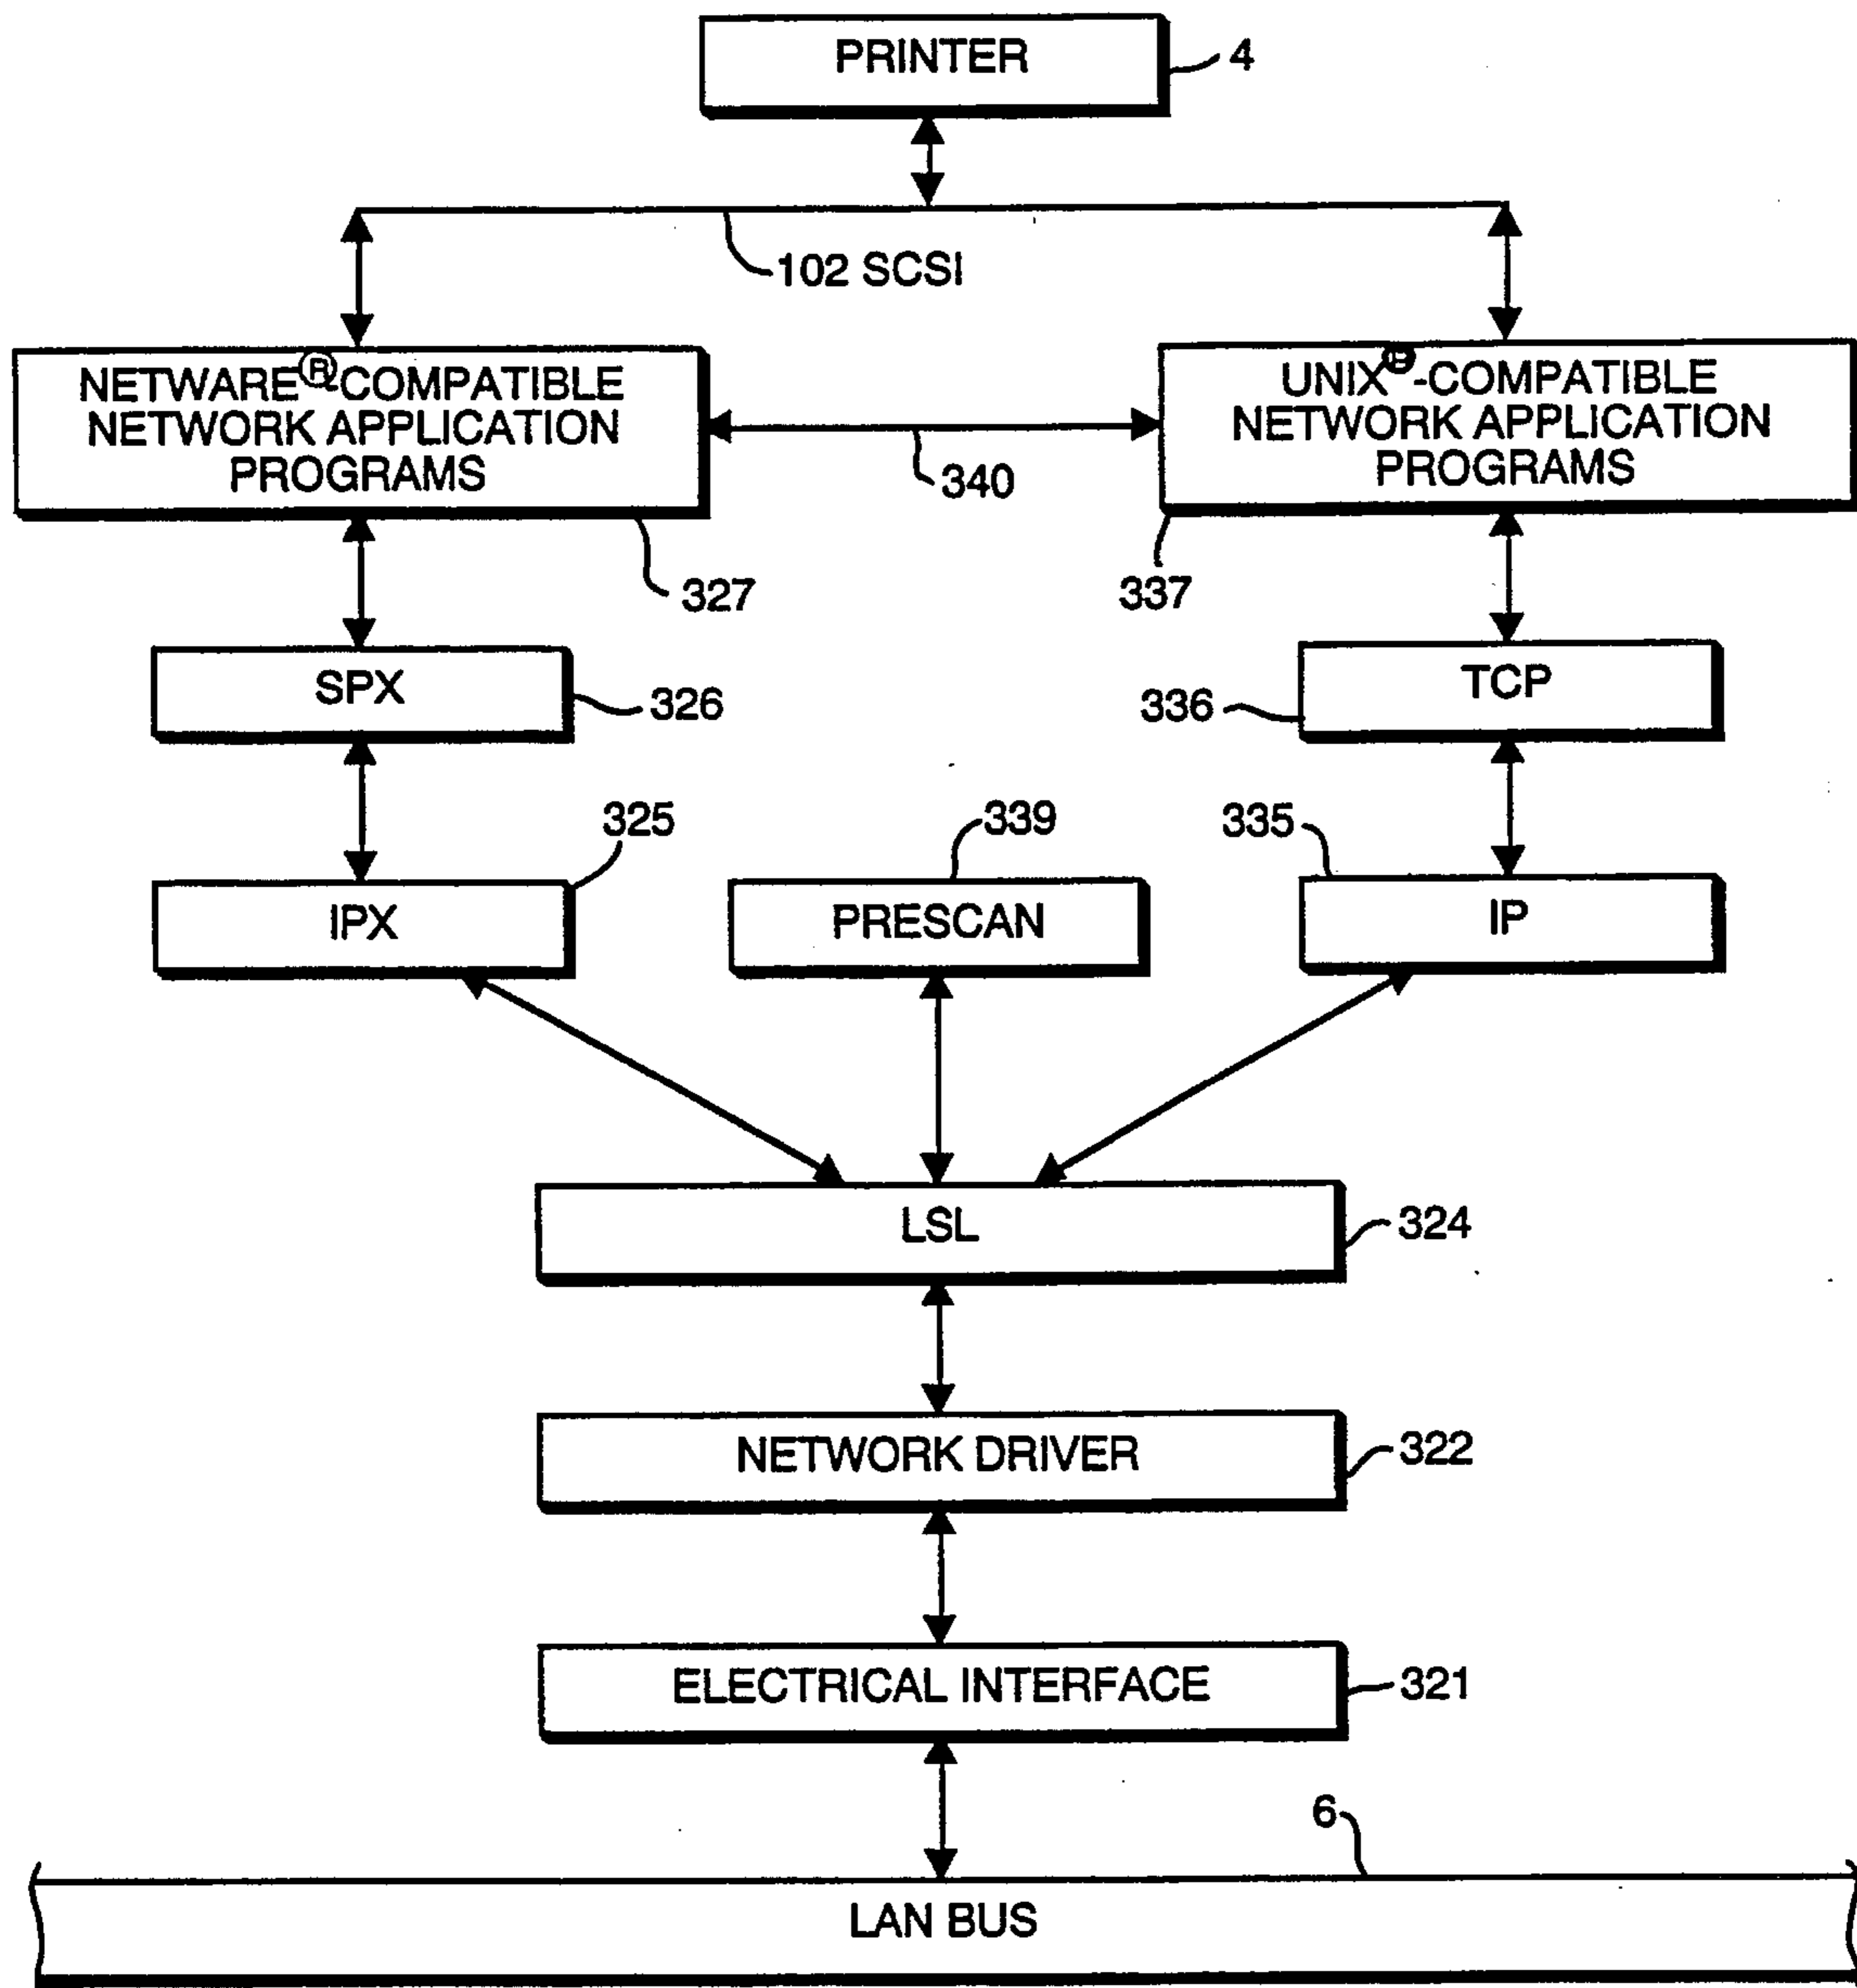 PRINTER
4
102 SCSI
NETWARE®-COMPATIBLE
NETWORK APPLICATION
PROGRAMS
UNIX®-COMPATIBLE
NETWORK APPLICATION
PROGRAMS
340
327
337
SPX
326
TCP
336
325
339
335
IPX
PRESCAN
IP
LSL
324
NETWORK DRIVER
322
ELECTRICAL INTERFACE
321
6
LAN BUS